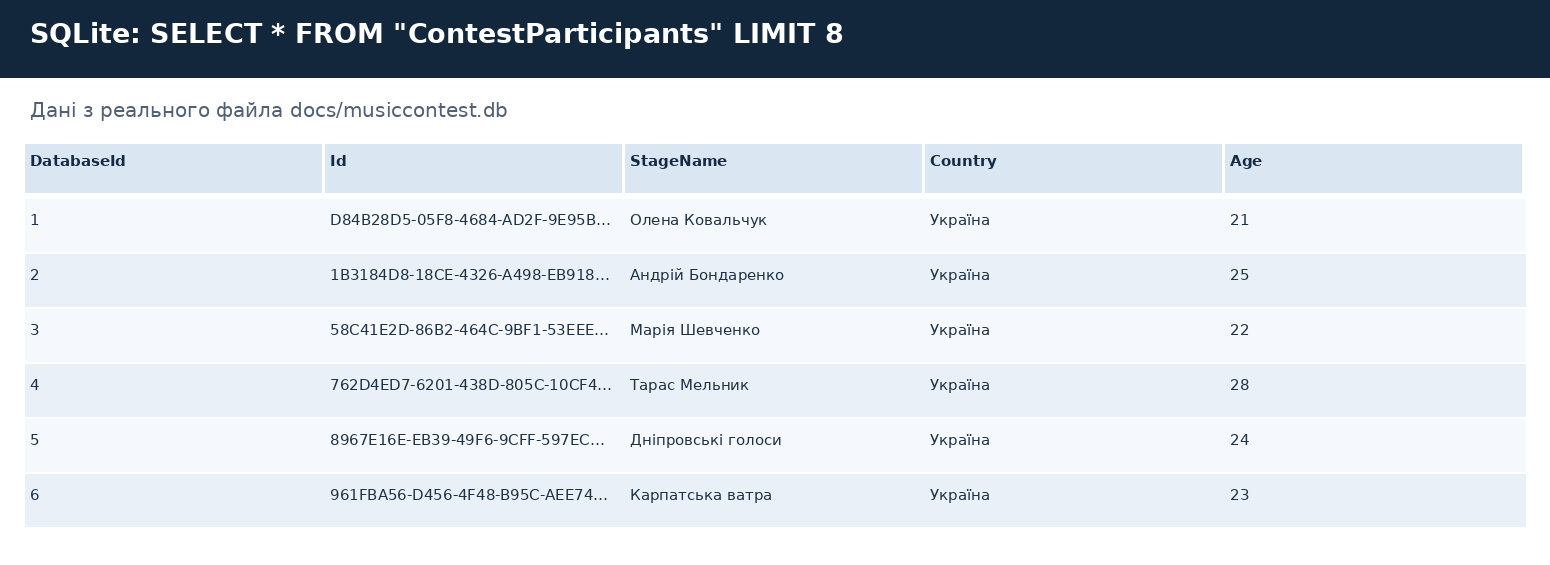 SQLite: SELECT * FROM "ContestParticipants" LIMIT 8
Дані з реального файла docs/musiccontest.db
DatabaseId Id StageName Country Age
1 D84B28D5-05F8-4684-AD2F-9E95B... Олена Ковальчук Україна 21
2 1B3184D8-18CE-4326-A498-EB918... Андрій Бондаренко Україна 25
3 58C41E2D-86B2-464C-9BF1-53EEE... Марія Шевченко Україна 22
4 762D4ED7-6201-438D-805C-10CF4... Тарас Мельник Україна 28
5 8967E16E-EB39-49F6-9CFF-597EC... Дніпровські голоси Україна 24
6 961FBA56-D456-4F48-B95C-AEE74... Карпатська ватра Україна 23